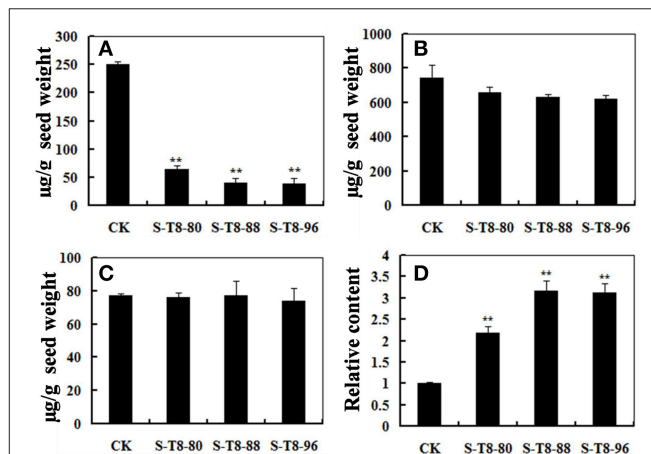 A
µg/g seed weight
300
250
200
150
100
50
0
**
**
**
CK S-T8-80 S-T8-88 S-T8-96
B
µg/g seed weight
1000
800
600
400
200
0
CK S-T8-80 S-T8-88 S-T8-96
C
µg/g seed weight
100
80
60
40
20
0
CK S-T8-80 S-T8-88 S-T8-96
D
Relative content
4
3.5
3
2.5
2
1.5
1
0.5
0
**
**
**
CK S-T8-80 S-T8-88 S-T8-96